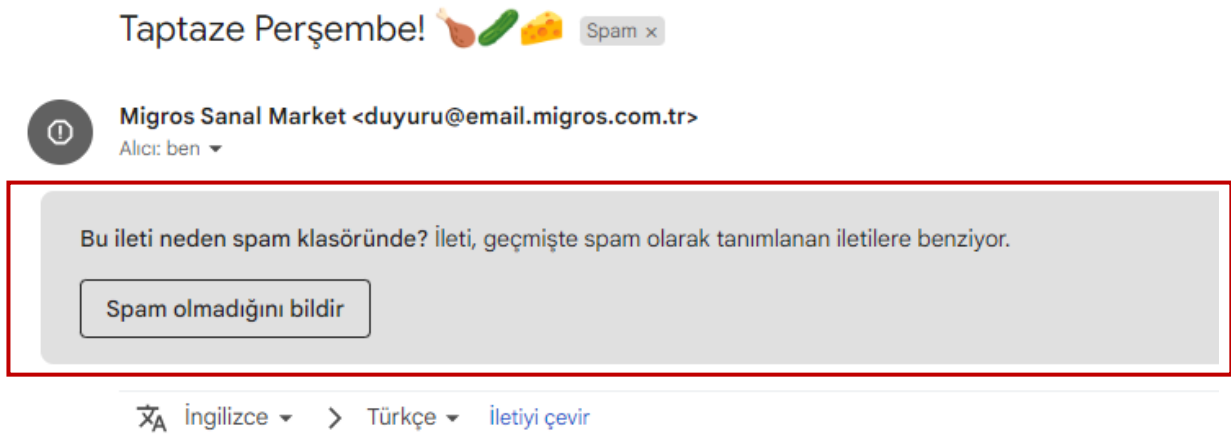 Taptaze Perşembe! 🍗🥒🧀 Spam ×
Migros Sanal Market <duyuru@email.migros.com.tr>
Alıcı: ben
Bu ileti neden spam klasöründe? İleti, geçmişte spam olarak tanımlanan iletilere benziyor.
Spam olmadığını bildir
İngilizce > Türkçe İletiyi çevir